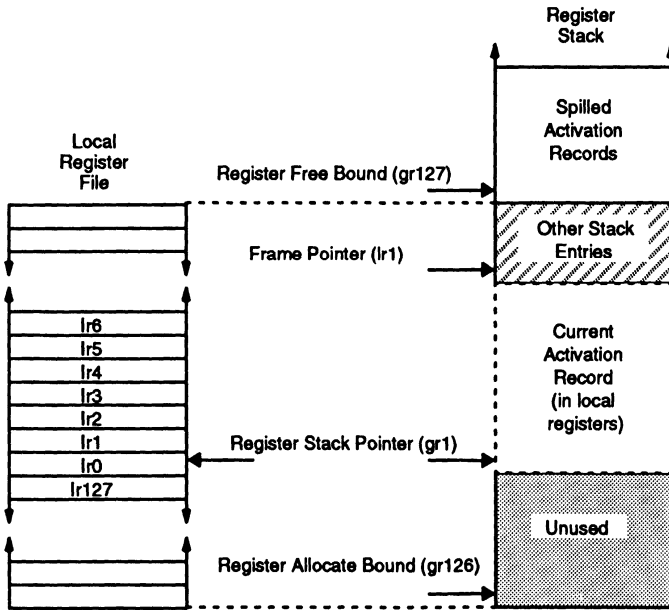 Register
Stack
Spilled
Activation
Records
Local
Register
File
Register Free Bound (gr127)
Other Stack
Entries
Frame Pointer (lr1)
lr6
lr5
lr4
lr3
lr2
lr1
lr0
lr127
Current
Activation
Record
(in local
registers)
Register Stack Pointer (gr1)
Unused
Register Allocate Bound (gr126)